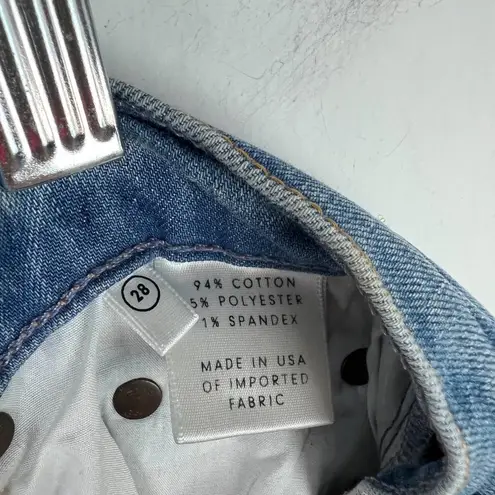 28
94% COTTON
5% POLYESTER
1% SPANDEX
MADE IN USA
OF IMPORTED
FABRIC